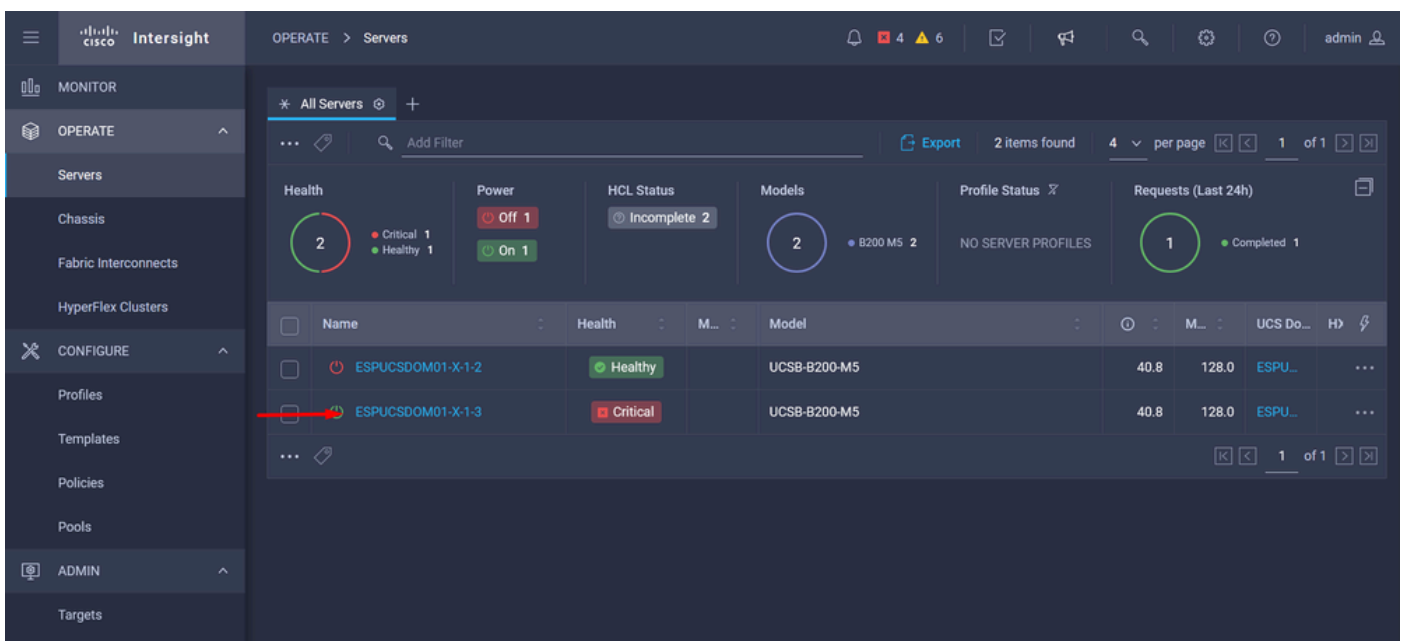 cisco Intersight
OPERATE > Servers
4 6
admin
MONITOR
OPERATE
Servers
Chassis
Fabric Interconnects
HyperFlex Clusters
CONFIGURE
Profiles
Templates
Policies
Pools
ADMIN
Targets
All Servers +
... Add Filter Export 2 items found 4 per page 1 of 1
Health Power HCL Status Models Profile Status Requests (Last 24h)
2 Critical 1 Healthy 1
Off 1
On 1
Incomplete 2
2 B200 M5 2
NO SERVER PROFILES
1 Completed 1
Name Health M... Model M... UCS Do... HX
ESPUCSDOM01-X-1-2 Healthy UCSB-B200-M5 40.8 128.0 ESPU... ...
ESPUCSDOM01-X-1-3 Critical UCSB-B200-M5 40.8 128.0 ESPU... ...
... 1 of 1